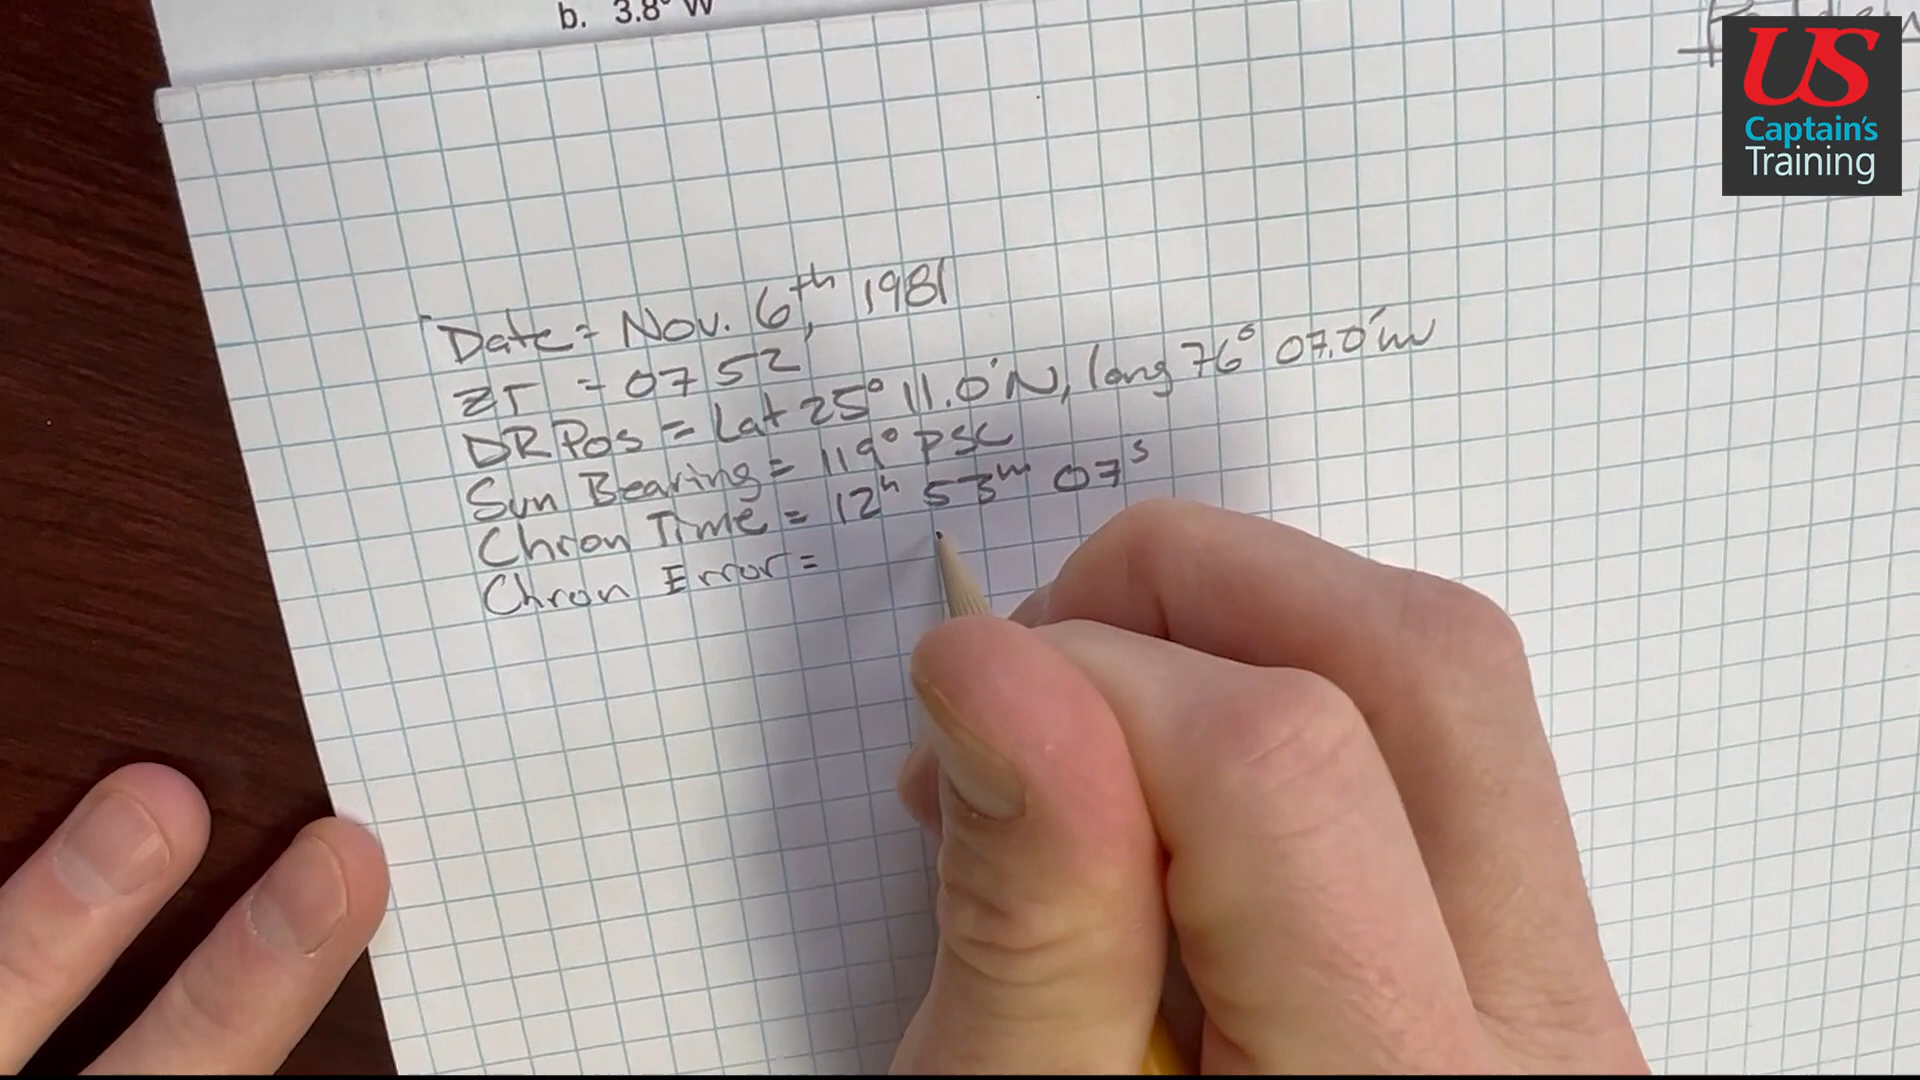 b. 3.8° W
US
Captain's
Training
Date = Nov. 6th, 1981
ZT = 0752
DR Pos = Lat 25° 11.0'N, long 76° 07.0'W
Sun Bearing = 119° PSC
Chron Time = 12h 53m 07s
Chron Error =